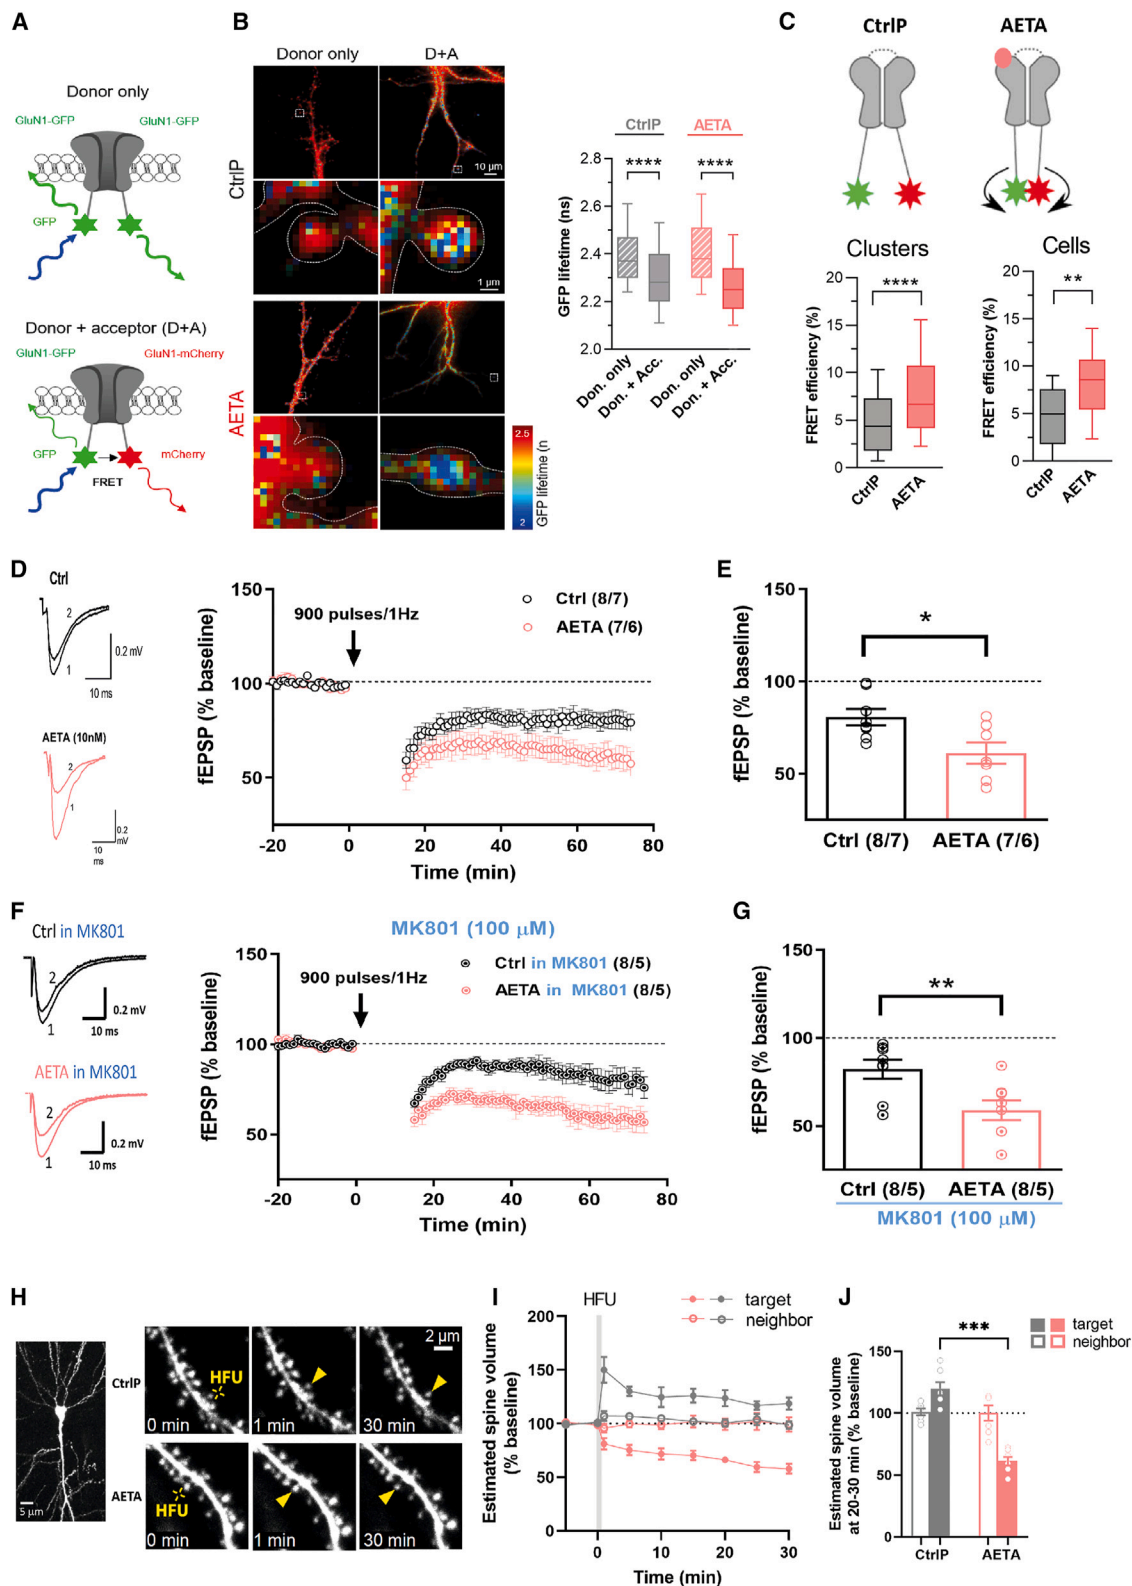 A
Donor only
GluN1-GFP
GluN1-GFP
GFP
Donor + acceptor (D+A)
GluN1-GFP
GluN1-mCherry
GFP
mCherry
FRET
B
Donor only
D+A
CtrlP
10 µm
1 µm
AETA
2.5
2
GFP lifetime (n
CtrlP
AETA
****
****
2.8
2.6
2.4
2.2
2.0
GFP lifetime (ns)
Don. only
Don. + Acc.
Don. only
Don. + Acc.
C
CtrlP
AETA
Clusters
****
20
15
10
5
0
FRET efficiency (%)
CtrlP
AETA
Cells
**
20
15
10
5
0
FRET efficiency (%)
CtrlP
AETA
D
Ctrl
2
1
0.2 mV
10 ms
AETA (10nM)
2
1
0.2 mV
10 ms
150
100
50
fEPSP (% baseline)
900 pulses/1Hz
Ctrl (8/7)
AETA (7/6)
-20
0
20
40
60
80
Time (min)
E
150
100
50
fEPSP (% baseline)
*
Ctrl (8/7)
AETA (7/6)
F
Ctrl in MK801
2
1
0.2 mV
10 ms
AETA in MK801
2
1
0.2 mV
10 ms
MK801 (100 µM)
150
100
50
fEPSP (% baseline)
900 pulses/1Hz
Ctrl in MK801 (8/5)
AETA in MK801 (8/5)
-20
0
20
40
60
80
Time (min)
G
150
100
50
fEPSP (% baseline)
**
Ctrl (8/5)
AETA (8/5)
MK801 (100 µM)
H
5 µm
CtrlP
HFU
0 min
1 min
2 µm
30 min
AETA
HFU
0 min
1 min
30 min
I
HFU
target
neighbor
200
150
100
50
0
Estimated spine volume
(% baseline)
0
10
20
30
Time (min)
J
target
neighbor
***
150
100
50
0
Estimated spine volume
at 20-30 min (% baseline)
CtrlP
AETA